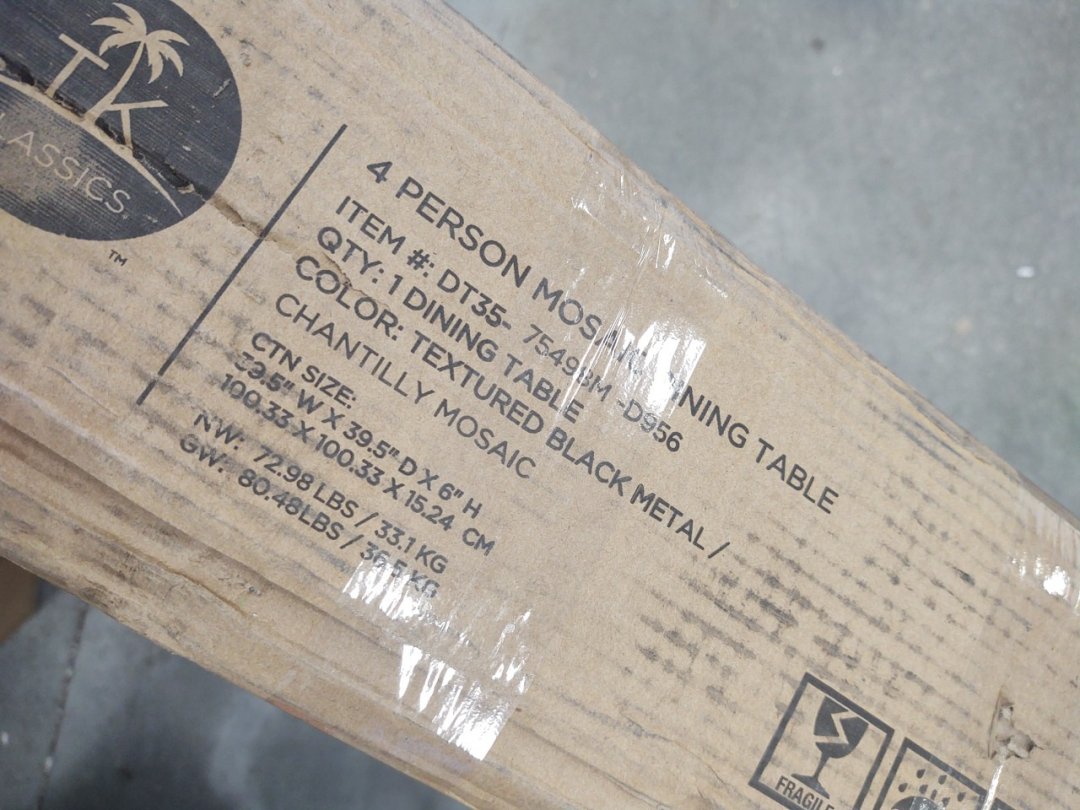 TK
CLASSICS
TM
4 PERSON MOSAIC DINING TABLE
ITEM #: DT35- 75498M -D956
QTY: 1 DINING TABLE
COLOR: TEXTURED BLACK METAL /
CHANTILLY MOSAIC
CTN SIZE:
39.5" W X 39.5" D X 6" H
100.33 X 100.33 X 15.24 CM
NW: 72.98 LBS / 33.1 KG
GW: 80.48LBS / 36.5 KG
FRAGILE